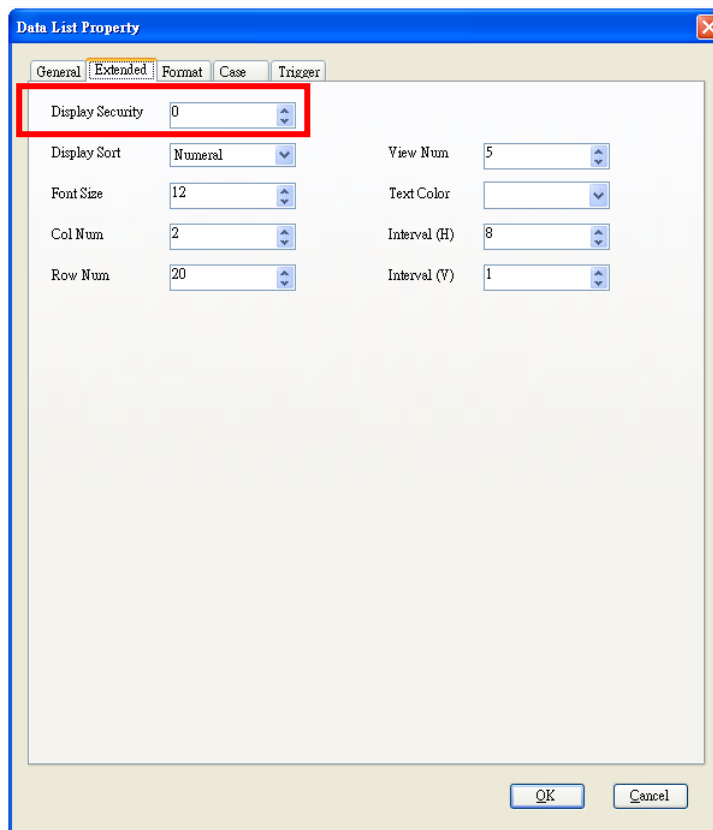 Data List Property
General Extended Format Case Trigger
Display Security 0
Display Sort Numeral View Num 5
Font Size 12 Text Color
Col Num 2 Interval (H) 8
Row Num 20 Interval (V) 1
OK Cancel